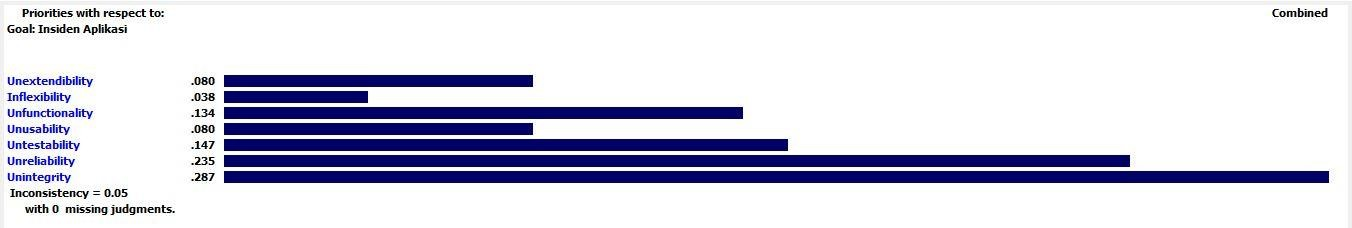 Priorities with respect to: Combined
Goal: Insiden Aplikasi
Unextendibility .080
Inflexibility .038
Unfunctionality .134
Unusability .080
Untestability .147
Unreliability .235
Unintegrity .287
Inconsistency = 0.05
with 0 missing judgments.